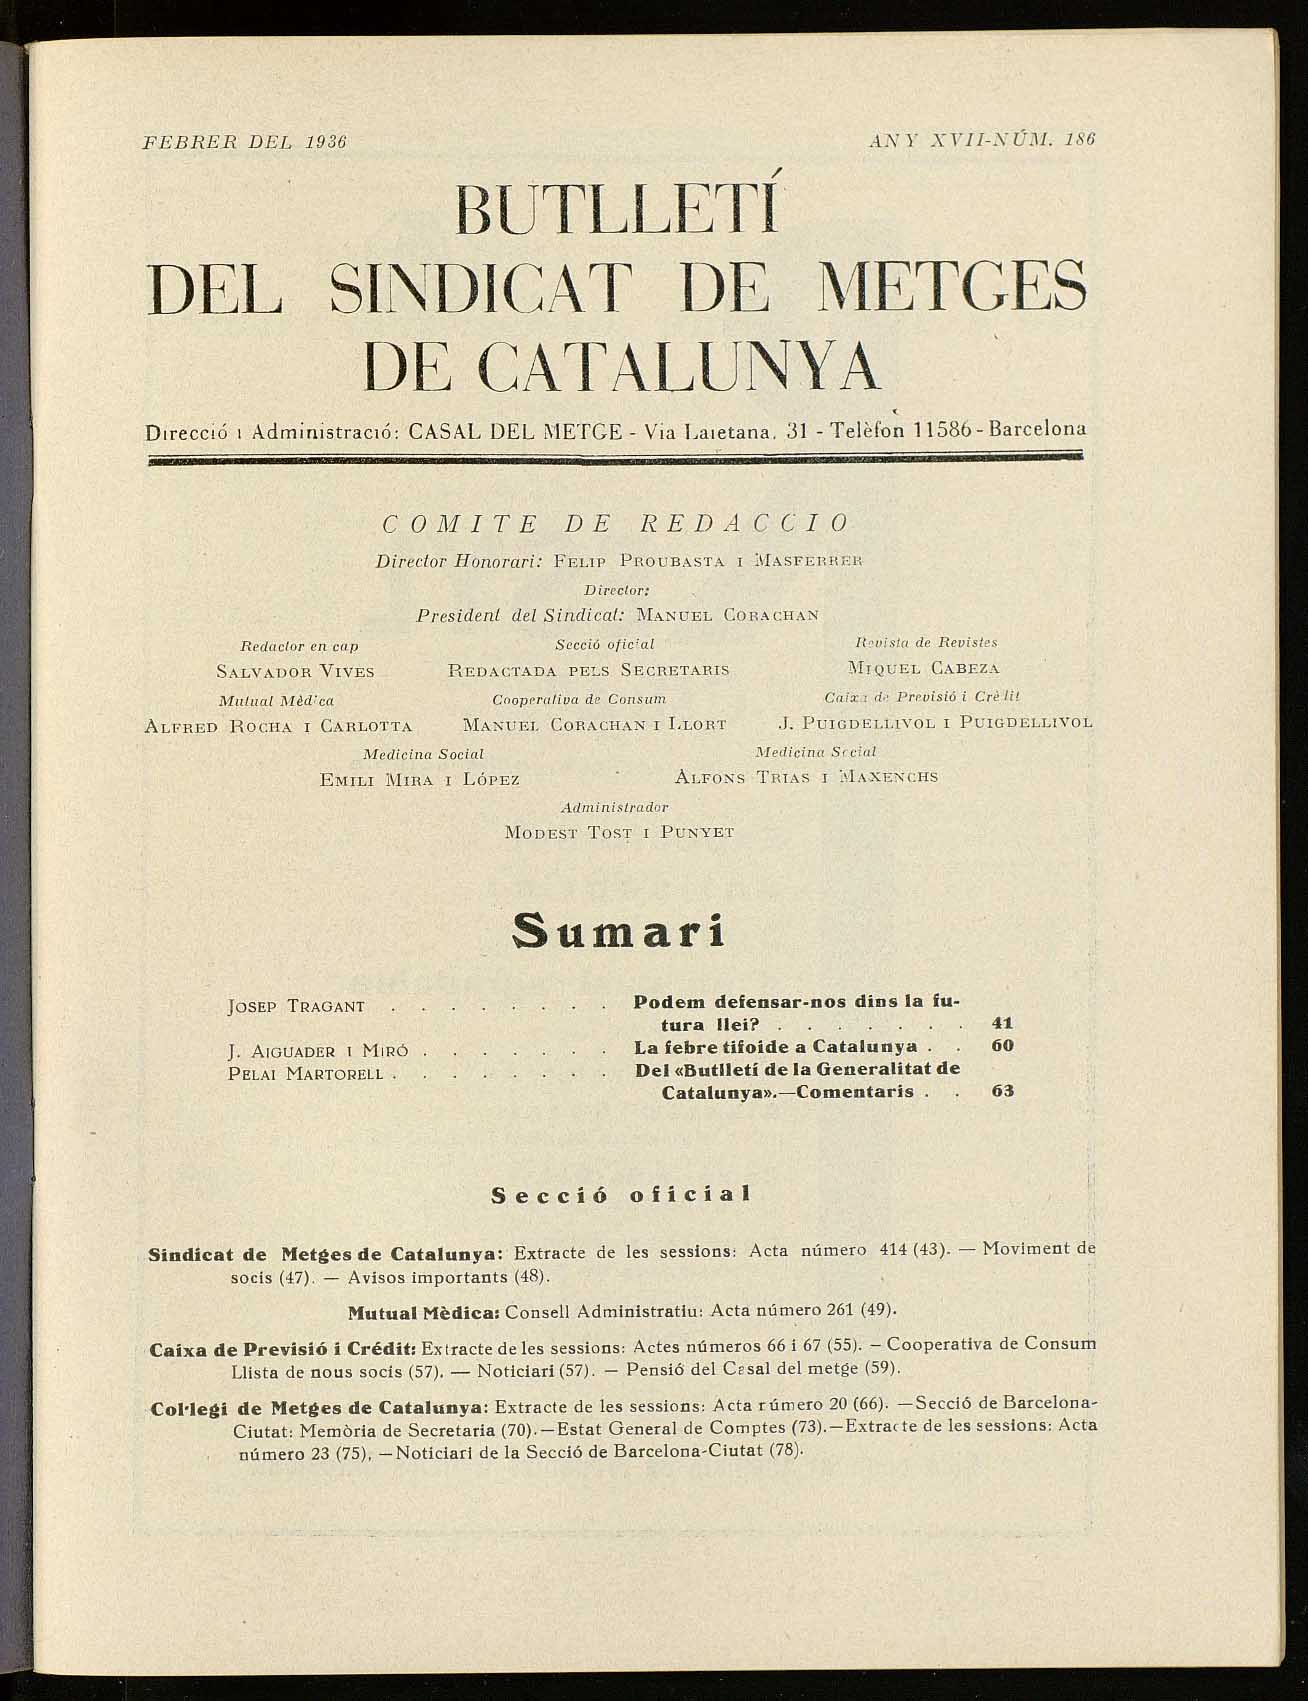 FEBRER DEL 1936 ANY XVII-NÚM. 186
BUTLLETÍ
DEL SINDICAT DE METGES
DE CATALUNYA
Direcció i Administració: CASAL DEL METGE - Via Laietana, 31 - Telèfon 11586 - Barcelona
COMITE DE REDACCIO
Director Honorari: FELIP PROUBASTA I MASFERRER
Director:
President del Sindicat: MANUEL CORACHAN
Redactor en cap Secció oficial Revista de Revistes
SALVADOR VIVES REDACTADA PELS SECRETARIS MIQUEL CABEZA
Mutual Mèdica Cooperativa de Consum Caixa de Previsió i Crèdit
ALFRED ROCHA I CARLOTTA MANUEL CORACHAN I LLORT J. PUIGDELLIVOL I PUIGDELLIVOL
Medicina Social Medicina Social
EMILI MIRA I LÓPEZ ALFONS TRIAS I MAXENCHS
Administrador
MODEST TOST I PUNYET
Sumari
JOSEP TRAGANT . . . . . . . . Podem defensar-nos dins la fu-
tura llei? . . . . . . . 41
J. AIGUADER I MIRÓ . . . . . . . La febre tifoide a Catalunya . . 60
PELAI MARTORELL . . . . . . . . Del «Butlletí de la Generalitat de
Catalunya».—Comentaris . . 63
Secció oficial
Sindicat de Metges de Catalunya: Extracte de les sessions: Acta número 414 (43). — Moviment de
socis (47). — Avisos importants (48).
Mutual Mèdica: Consell Administratiu: Acta número 261 (49).
Caixa de Previsió i Crédit: Extracte de les sessions: Actes números 66 i 67 (55). — Cooperativa de Consum
Llista de nous socis (57). — Noticiari (57). — Pensió del Casal del metge (59).
Col·legi de Metges de Catalunya: Extracte de les sessions: Acta número 20 (66). —Secció de Barcelona-
Ciutat: Memòria de Secretaria (70).—Estat General de Comptes (73).—Extracte de les sessions: Acta
número 23 (75), —Noticiari de la Secció de Barcelona-Ciutat (78).